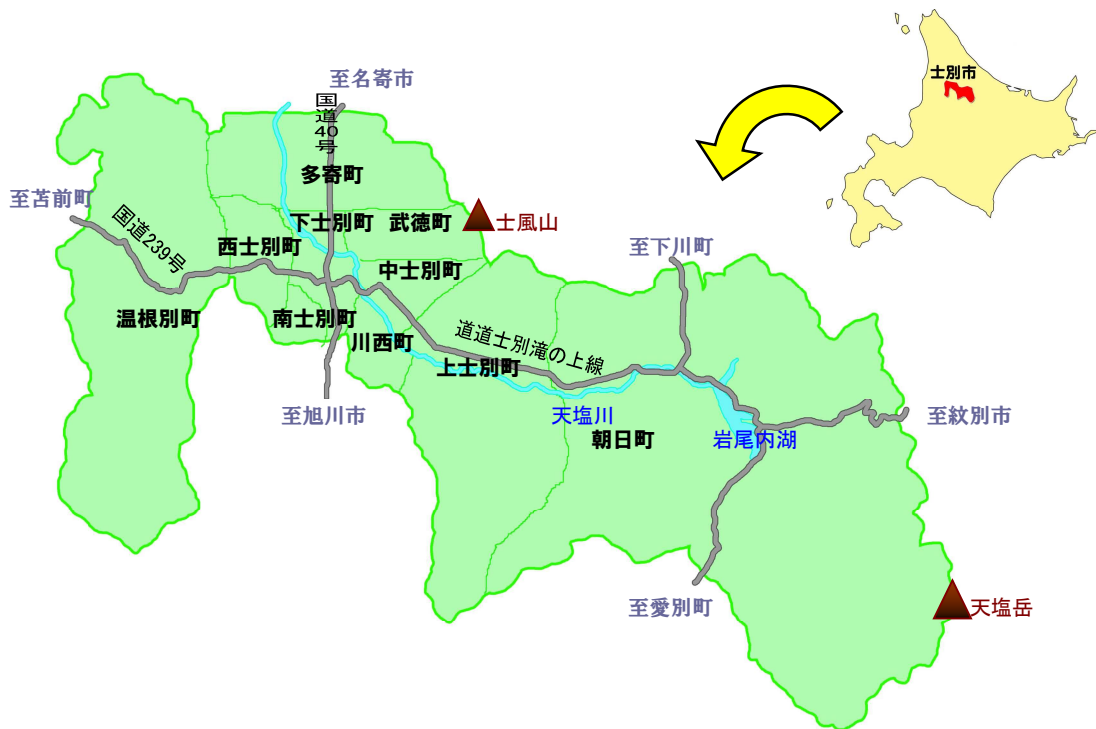 士別市
至名寄市
国道40号
多寄町
至苫前町
国道239号
下士別町
武徳町
士風山
西士別町
中士別町
至下川町
温根別町
南士別町
川西町
道道士別滝の上線
上士別町
至旭川市
天塩川
朝日町
岩尾内湖
至紋別市
至愛別町
天塩岳